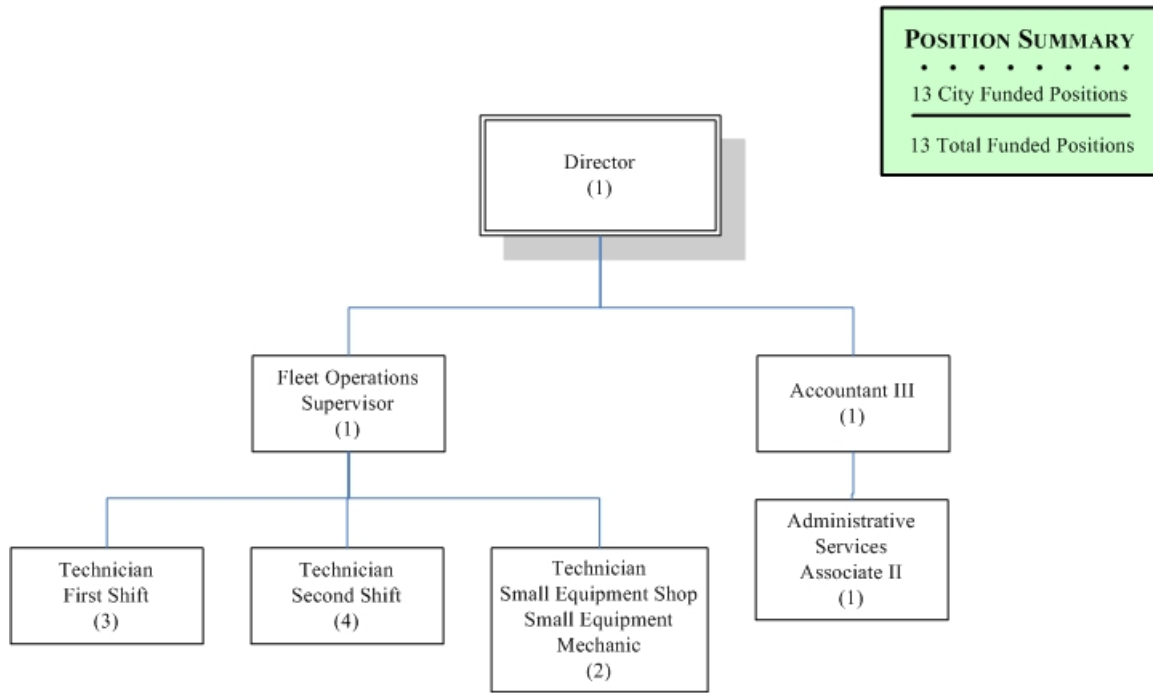 POSITION SUMMARY
13 City Funded Positions
13 Total Funded Positions
Director
(1)
Fleet Operations
Supervisor
(1)
Accountant III
(1)
Technician
First Shift
(3)
Technician
Second Shift
(4)
Technician
Small Equipment Shop
Small Equipment
Mechanic
(2)
Administrative
Services
Associate II
(1)